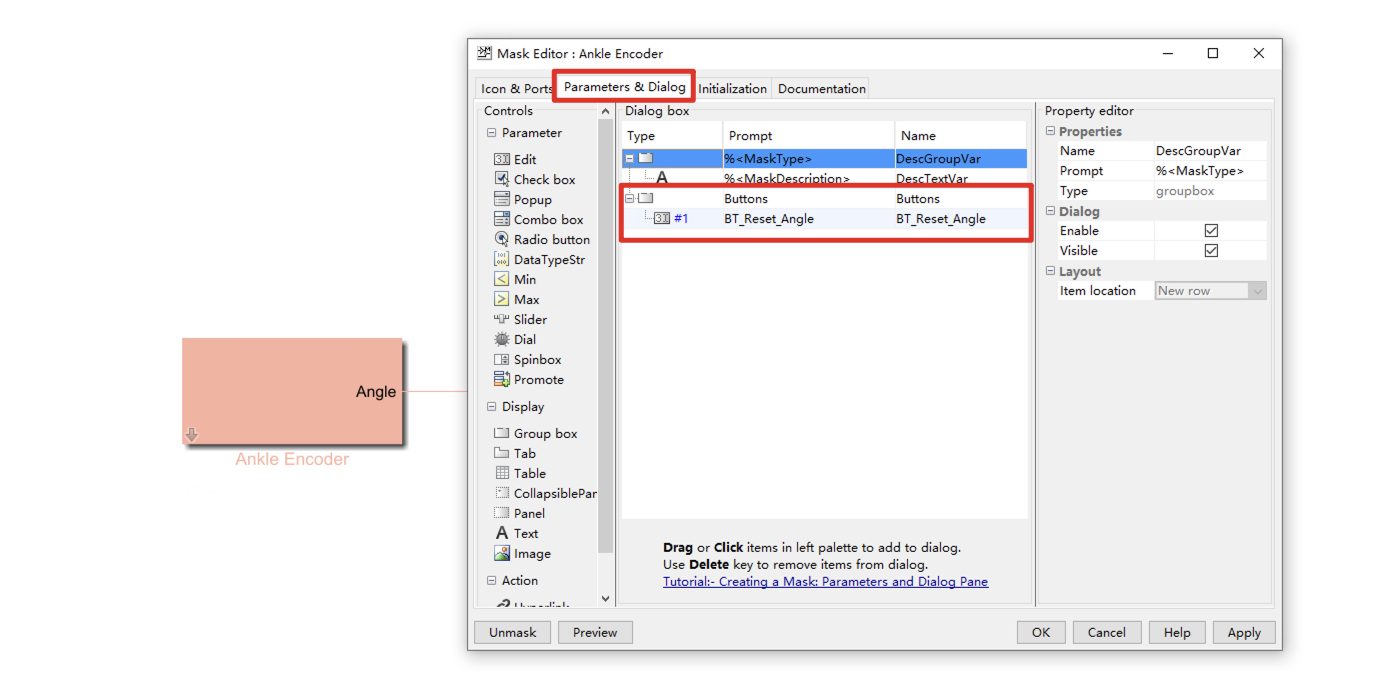 Mask Editor : Ankle Encoder
Icon & Ports Parameters & Dialog Initialization Documentation
Controls
Parameter
Edit
Check box
Popup
Combo box
Radio button
DataTypeStr
Min
Max
Slider
Dial
Spinbox
Promote
Display
Group box
Tab
Table
CollapsiblePar
Panel
A Text
Image
Action
Dialog box
Type Prompt Name
%<MaskType> DescGroupVar
A %<MaskDescription> DescTextVar
Buttons Buttons
#1 BT_Reset_Angle BT_Reset_Angle
Drag or Click items in left palette to add to dialog.
Use Delete key to remove items from dialog.
Tutorial:- Creating a Mask: Parameters and Dialog Pane
Property editor
Properties
Name DescGroupVar
Prompt %<MaskType>
Type groupbox
Dialog
Enable
Visible
Layout
Item location New row
Unmask Preview OK Cancel Help Apply
Angle
Ankle Encoder